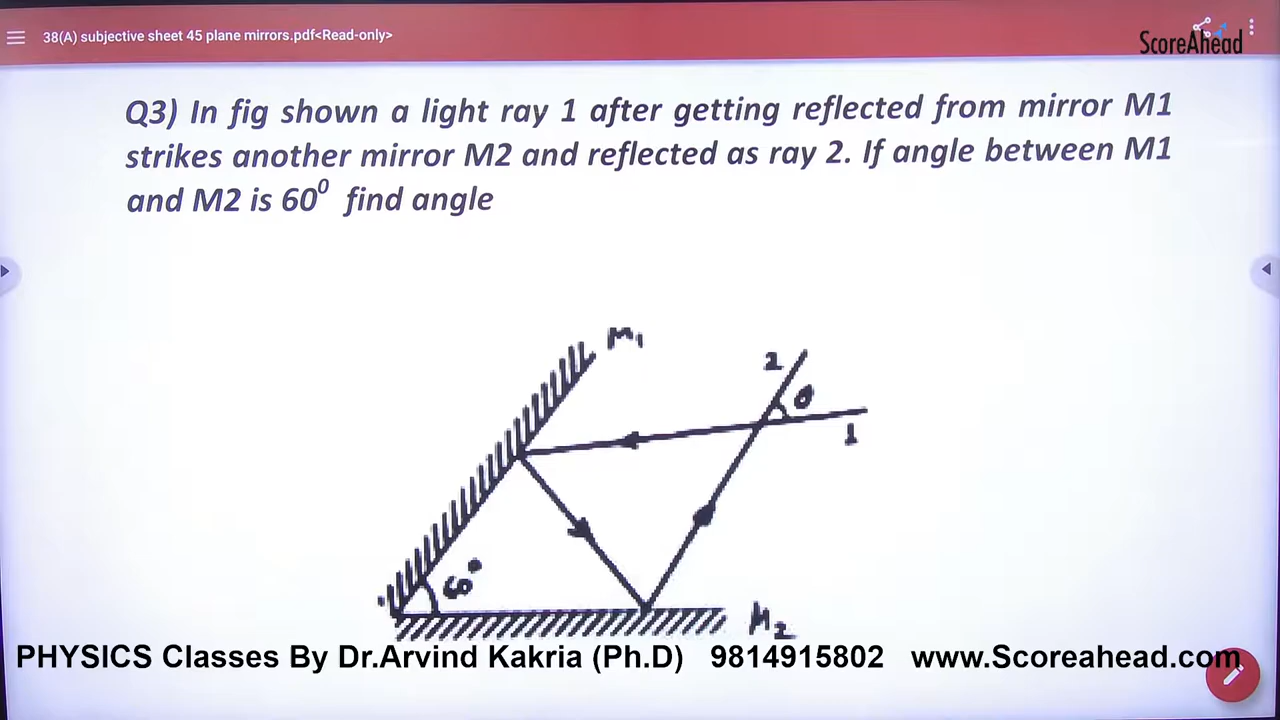 38(A) subjective sheet 45 plane mirrors.pdf<Read-only>
ScoreAhead
Q3) In fig shown a light ray 1 after getting reflected from mirror M1
strikes another mirror M2 and reflected as ray 2. If angle between M1
and M2 is 60⁰ find angle
M₁
2
θ
1
60°
M₂
PHYSICS Classes By Dr.Arvind Kakria (Ph.D) 9814915802 www.Scoreahead.com